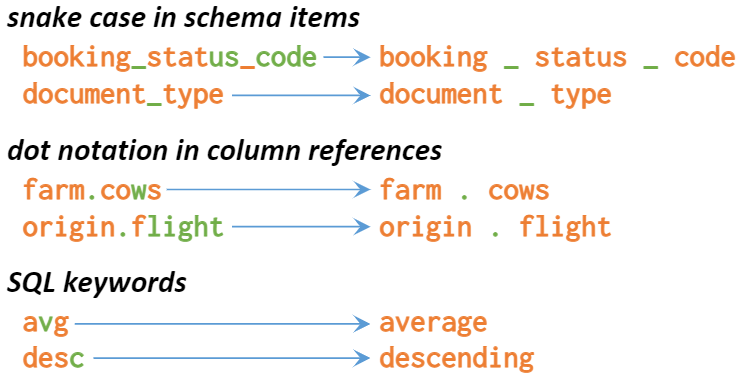 snake case in schema items
booking_status_code booking _ status _ code
document_type document _ type
dot notation in column references
farm.cows farm . cows
origin.flight origin . flight
SQL keywords
avg average
desc descending